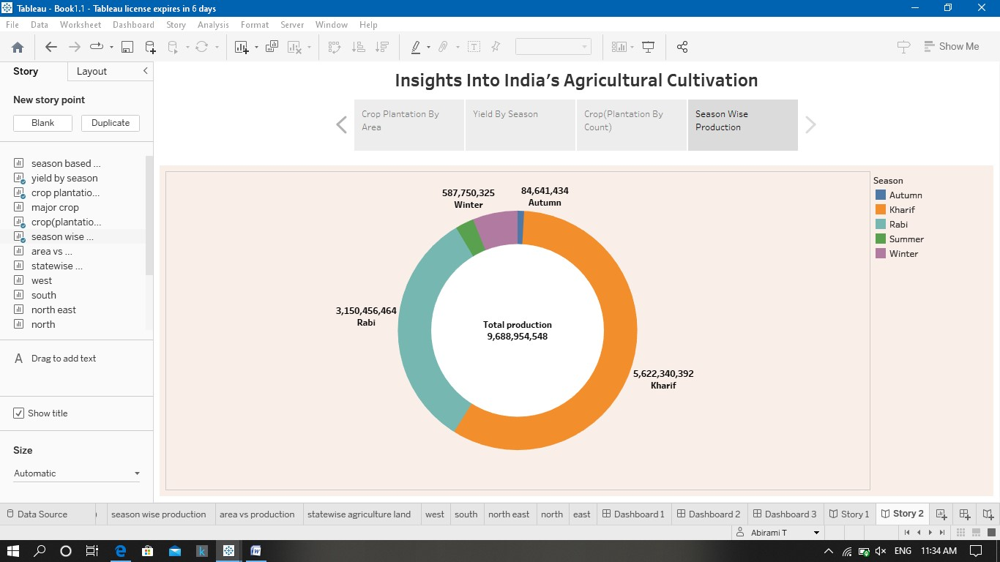 Tableau - Book1.1 - Tableau license expires in 6 days
File Data Worksheet Dashboard Story Analysis Format Server Window Help
Show Me
Story Layout
New story point
Blank Duplicate
season based ...
yield by season
crop plantatio...
major crop
crop(plantatio...
season wise ...
area vs ...
statewise ...
west
south
north east
north
A Drag to add text
Show title
Size
Automatic
Insights Into India's Agricultural Cultivation
Crop Plantation By
Area
Yield By Season
Crop(Plantation By
Count)
Season Wise
Production
587,750,325
Winter
84,641,434
Autumn
3,150,456,464
Rabi
Total production
9,688,954,548
5,622,340,392
Kharif
Season
Autumn
Kharif
Rabi
Summer
Winter
Data Source season wise production area vs production statewise agriculture land west south north east north east Dashboard 1 Dashboard 2 Dashboard 3 Story 1 Story 2
Abirami T
ENG 11:34 AM